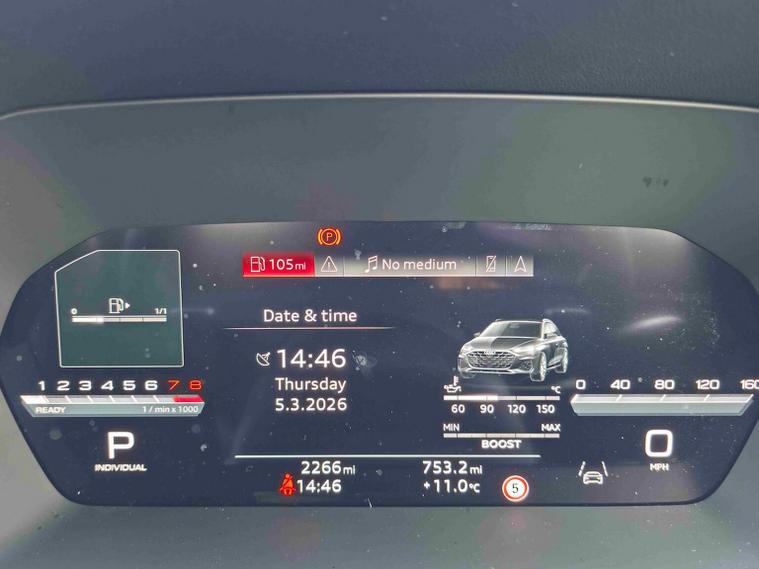 P
105 mi
No medium
0 1/1
Date & time
14:46
Thursday
5.3.2026
1 2 3 4 5 6 7 8
READY 1 / min x 1000
P
INDIVIDUAL
°C
60 90 120 150
MIN MAX
BOOST
0 40 80 120 160
0
MPH
2266 mi
14:46
753.2 mi
+11.0 °C
5